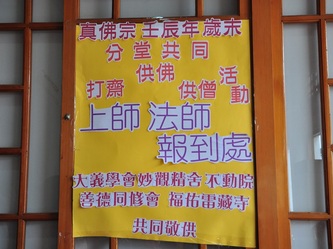 真佛宗 壬辰年歲末
分堂共同
供佛 活
打齋 供僧 動
上師 法師
報到處
大義學會 妙觀精舍 不動院
善德同修會 福佑雷藏寺
共同敬供